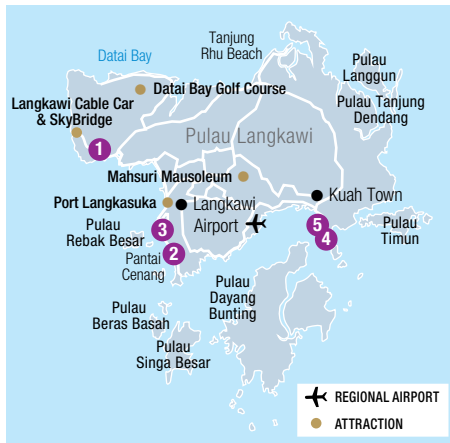 Tanjung
Rhu Beach
Datai Bay
Pulau
Langgun
Datai Bay Golf Course
Pulau Tanjung
Dendang
Langkawi Cable Car
& SkyBridge
Pulau Langkawi
1
Mahsuri Mausoleum
Kuah Town
Port Langkasuka
Langkawi
Airport
Pulau
Rebak Besar
3
5
4
Pulau
Timun
2
Pantai
Cenang
Pulau
Dayang
Bunting
Pulau
Beras Basah
Pulau
Singa Besar
REGIONAL AIRPORT
ATTRACTION